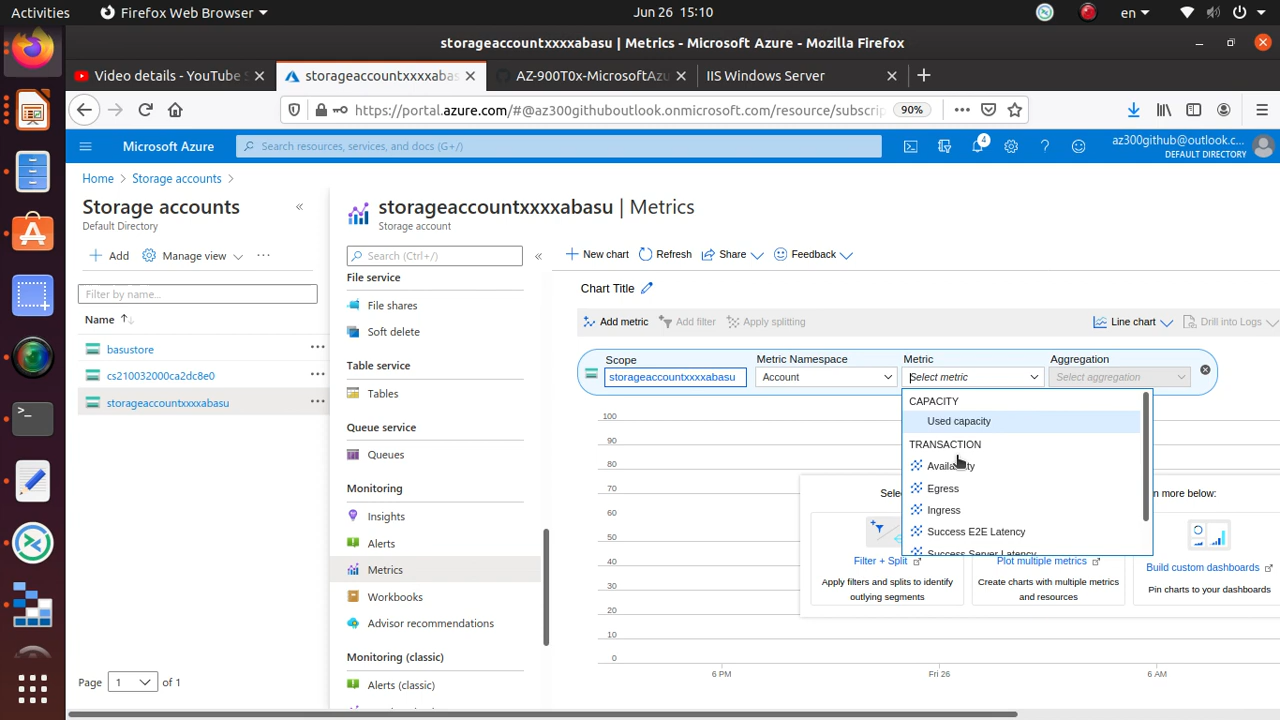 Activities
Firefox Web Browser
Jun 26 15:10
en
storageaccountxxxxabasu | Metrics - Microsoft Azure - Mozilla Firefox
Video details - YouTube S
storageaccountxxxxabas
AZ-900T0x-MicrosoftAzu
IIS Windows Server
https://portal.azure.com/#@az300githuboutlook.onmicrosoft.com/resource/subscrip
90%
Microsoft Azure
Search resources, services, and docs (G+/)
4
az300github@outlook.c...
DEFAULT DIRECTORY
Home
Storage accounts
Storage accounts
Default Directory
Add
Manage view
Filter by name...
Name
basustore
cs210032000ca2dc8e0
storageaccountxxxxabasu
Page
1
of 1
storageaccountxxxxabasu | Metrics
Storage account
Search (Ctrl+/)
File service
File shares
Soft delete
Table service
Tables
Queue service
Queues
Monitoring
Insights
Alerts
Metrics
Workbooks
Advisor recommendations
Monitoring (classic)
Alerts (classic)
New chart
Refresh
Share
Feedback
Chart Title
Add metric
Add filter
Apply splitting
Line chart
Drill into Logs
Scope
storageaccountxxxxabasu
Metric Namespace
Account
Metric
Select metric
Aggregation
Select aggregation
CAPACITY
Used capacity
TRANSACTION
Availability
Egress
Ingress
Success E2E Latency
Success Server Latency
100
90
80
70
60
50
40
30
20
10
0
6 PM
Fri 26
6 AM
Filter + Split
Apply filters and splits to identify
outlying segments
Plot multiple metrics
Create charts with multiple metrics
and resources
Build custom dashboards
Pin charts to your dashboards